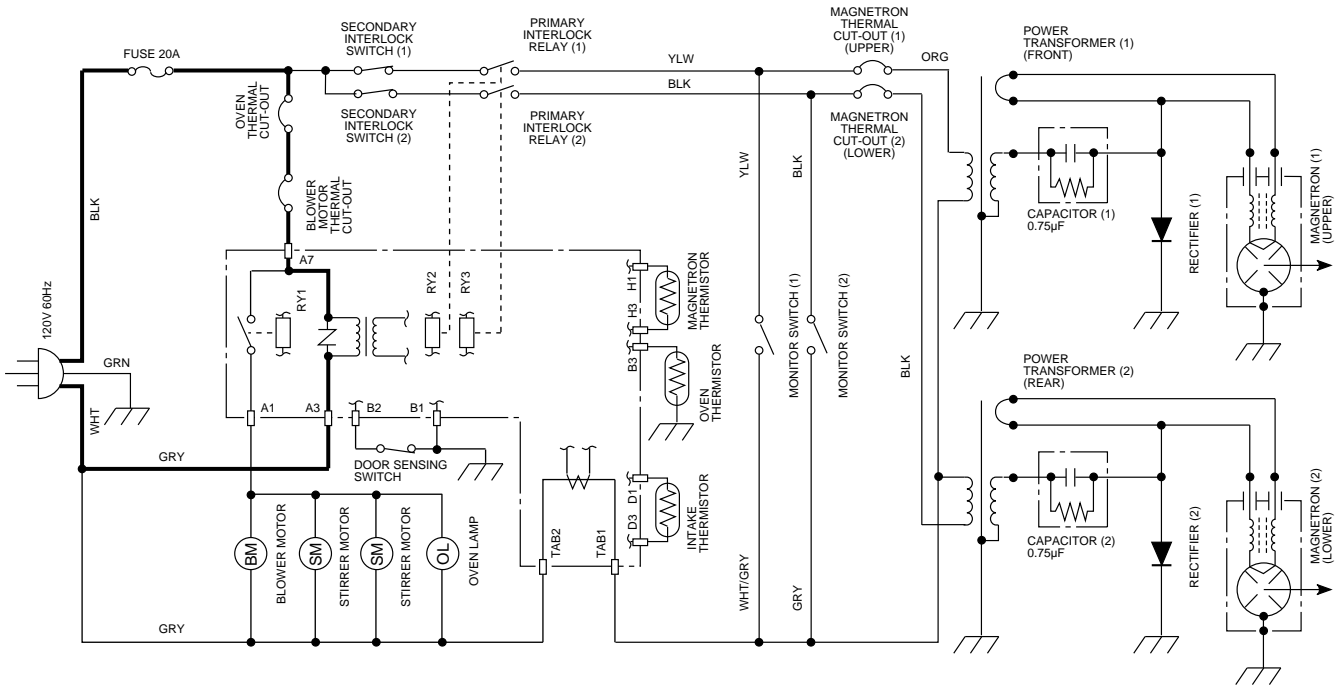 FUSE 20A
SECONDARY
INTERLOCK
SWITCH (1)
PRIMARY
INTERLOCK
RELAY (1)
MAGNETRON
THERMAL
CUT-OUT (1)
(UPPER)
POWER
TRANSFORMER (1)
(FRONT)
YLW
ORG
BLK
OVEN
THERMAL
CUT-OUT
SECONDARY
INTERLOCK
SWITCH (2)
PRIMARY
INTERLOCK
RELAY (2)
MAGNETRON
THERMAL
CUT-OUT (2)
(LOWER)
BLK
BLOWER
MOTOR
THERMAL
CUT-OUT
YLW
BLK
CAPACITOR (1)
0.75µF
RECTIFIER (1)
MAGNETRON (1)
(UPPER)
A7
RY1
RY2
RY3
H1
H3
MAGNETRON
THERMISTOR
B3
OVEN
THERMISTOR
MONITOR SWITCH (1)
MONITOR SWITCH (2)
BLK
120V 60Hz
GRN
WHT
GRY
A1
A3
B2
B1
DOOR SENSING
SWITCH
POWER
TRANSFORMER (2)
(REAR)
TAB2
TAB1
D1
D3
INTAKE
THERMISTOR
CAPACITOR (2)
0.75µF
RECTIFIER (2)
MAGNETRON (2)
(LOWER)
BM
BLOWER MOTOR
SM
STIRRER MOTOR
SM
STIRRER MOTOR
OL
OVEN LAMP
WHT/GRY
GRY
GRY